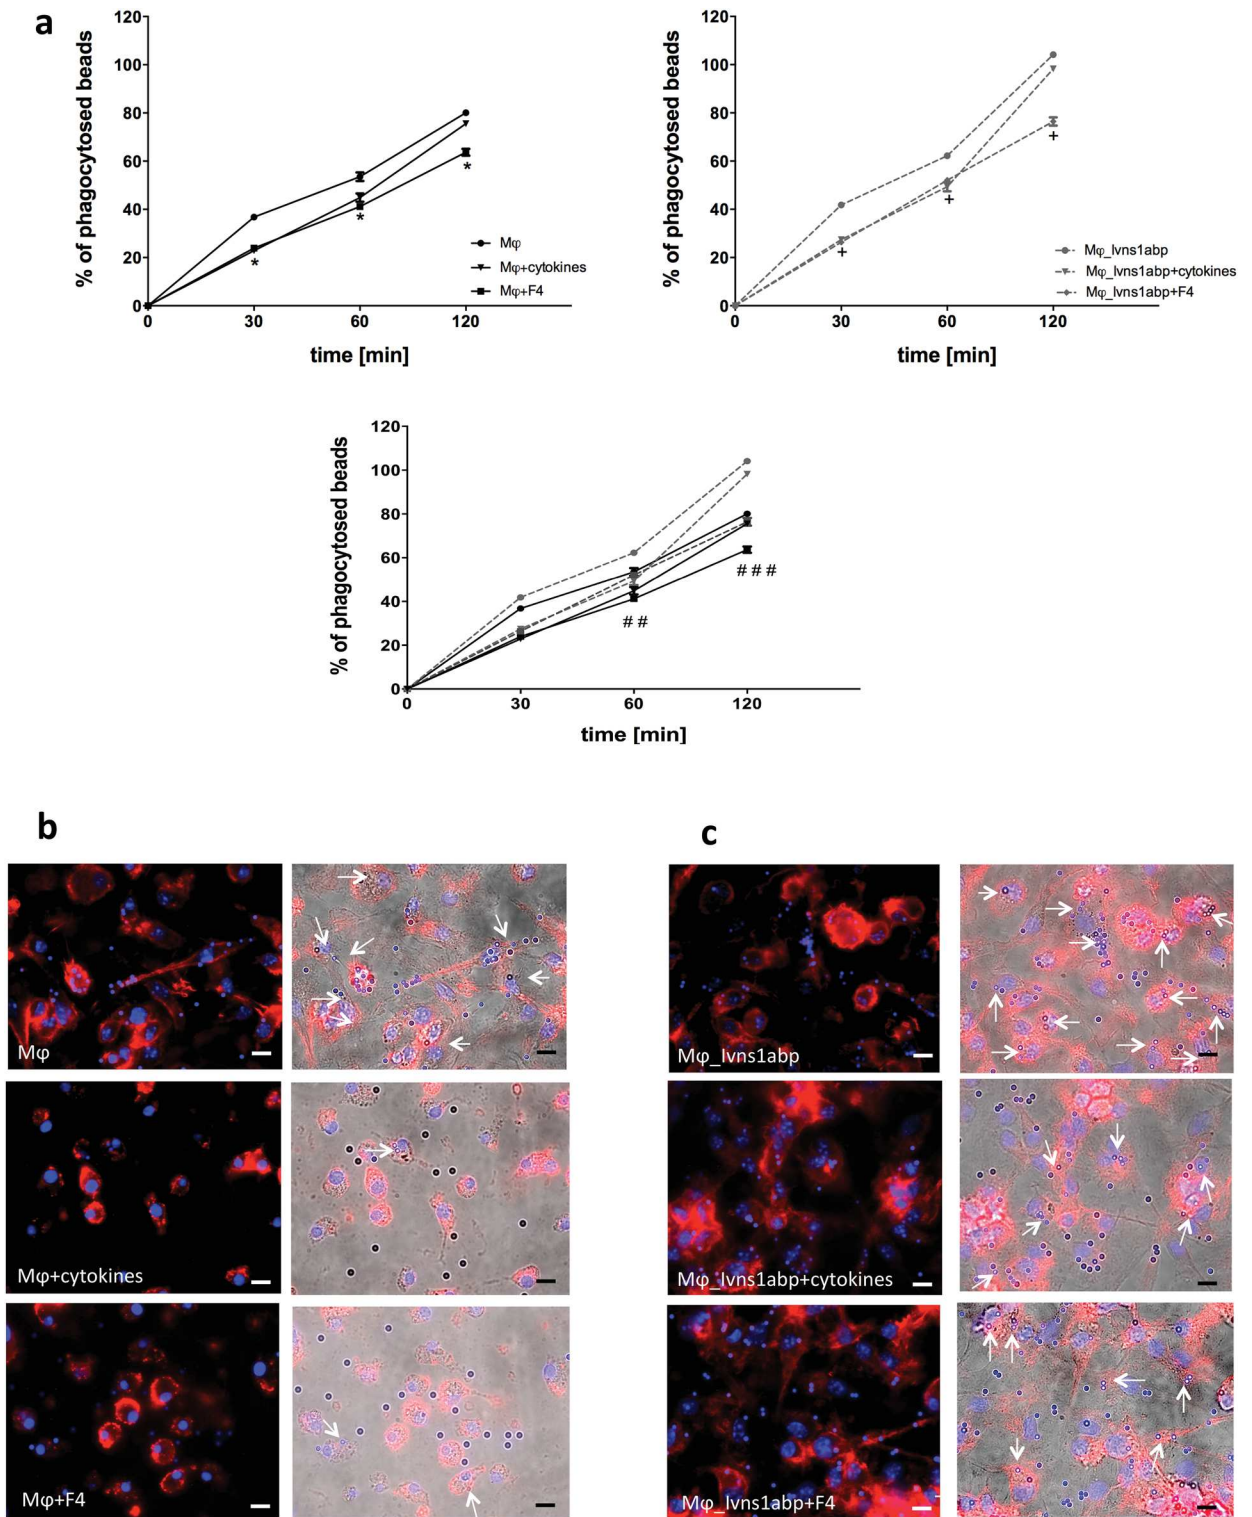 a
% of phagocytosed beads
120
100
80
60
40
20
0
0 30 60 120
time [min]
Mφ
Mφ+cytokines
Mφ+F4
*
*
*
% of phagocytosed beads
120
100
80
60
40
20
0
0 30 60 120
time [min]
Mφ_Ivns1abp
Mφ_Ivns1abp+cytokines
Mφ_Ivns1abp+F4
+
+
+
% of phagocytosed beads
120
100
80
60
40
20
0
0 30 60 120
time [min]
# #
# # #
b
Mφ
Mφ+cytokines
Mφ+F4
c
Mφ_Ivns1abp
Mφ_Ivns1abp+cytokines
Mφ_Ivns1abp+F4